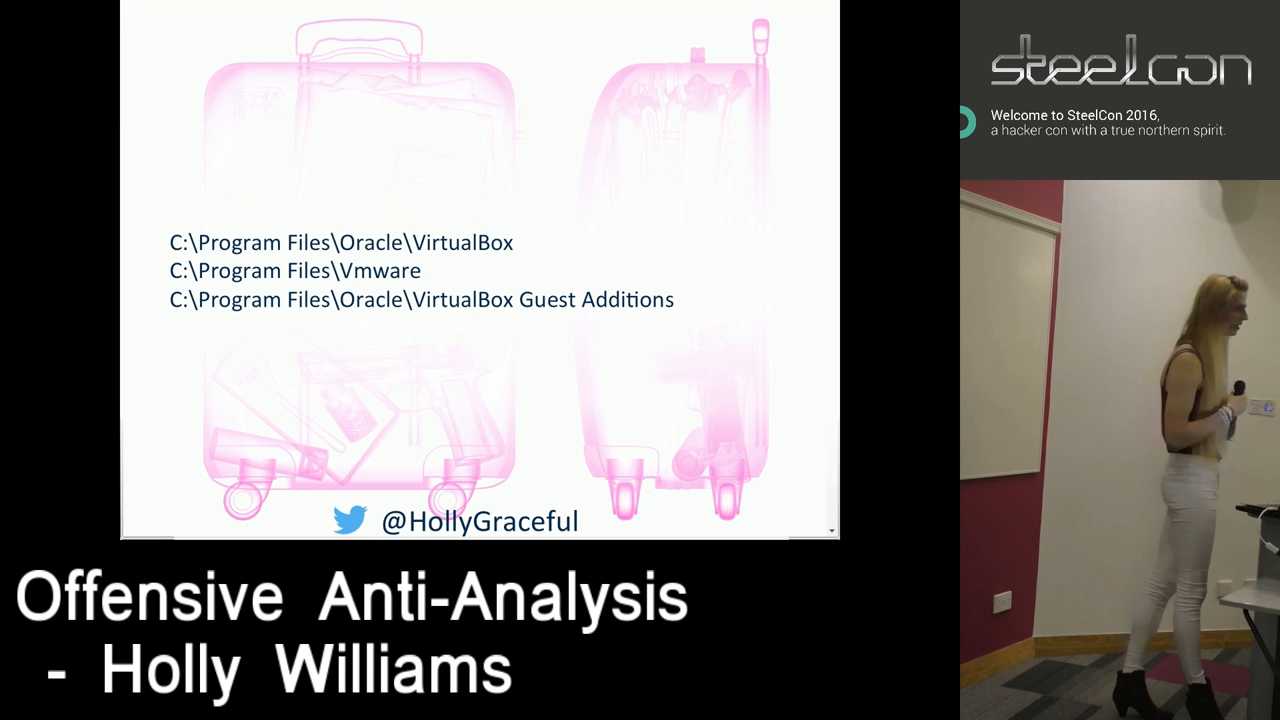 C:\Program Files\Oracle\VirtualBox
C:\Program Files\Vmware
C:\Program Files\Oracle\VirtualBox Guest Additions
@HollyGraceful
Offensive Anti-Analysis
- Holly Williams
steelcon
Welcome to SteelCon 2016,
a hacker con with a true northern spirit.